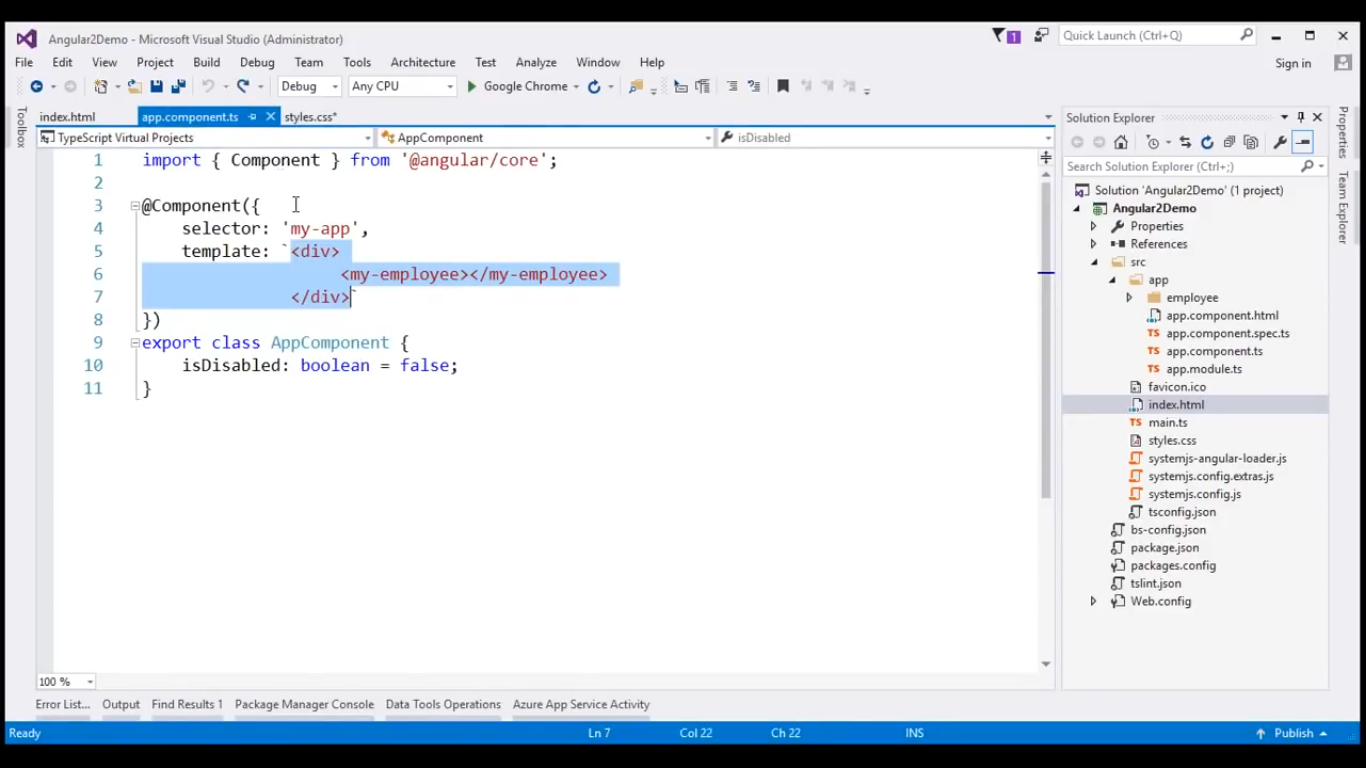 Angular2Demo - Microsoft Visual Studio (Administrator)
1
Quick Launch (Ctrl+Q)
File Edit View Project Build Debug Team Tools Architecture Test Analyze Window Help
Sign in
Debug Any CPU Google Chrome
Toolbox
index.html app.component.ts styles.css*
TypeScript Virtual Projects AppComponent isDisabled
1 import { Component } from '@angular/core';
2
3 @Component({
4 selector: 'my-app',
5 template: `<div>
6 <my-employee></my-employee>
7 </div>`
8 })
9 export class AppComponent {
10 isDisabled: boolean = false;
11 }
100 %
Solution Explorer
Search Solution Explorer (Ctrl+;)
Solution 'Angular2Demo' (1 project)
Angular2Demo
Properties
References
src
app
employee
app.component.html
TS app.component.spec.ts
TS app.component.ts
TS app.module.ts
favicon.ico
index.html
TS main.ts
styles.css
systemjs-angular-loader.js
systemjs.config.extras.js
systemjs.config.js
tsconfig.json
bs-config.json
package.json
packages.config
tslint.json
Web.config
Properties
Team Explorer
Error List... Output Find Results 1 Package Manager Console Data Tools Operations Azure App Service Activity
Ready Ln 7 Col 22 Ch 22 INS Publish